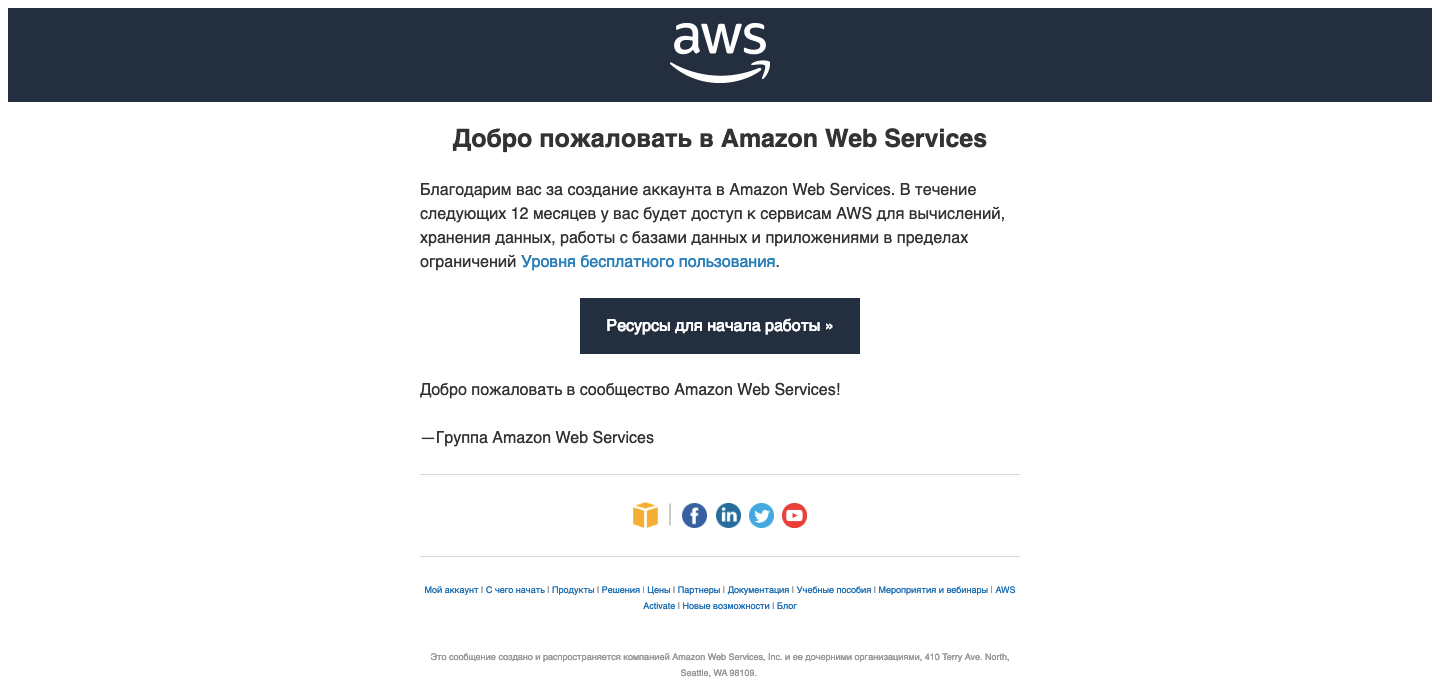 aws
Добро пожаловать в Amazon Web Services
Благодарим вас за создание аккаунта в Amazon Web Services. В течение
следующих 12 месяцев у вас будет доступ к сервисам AWS для вычислений,
хранения данных, работы с базами данных и приложениями в пределах
ограничений Уровня бесплатного пользования.
Ресурсы для начала работы »
Добро пожаловать в сообщество Amazon Web Services!
—Группа Amazon Web Services
Мой аккаунт | С чего начать | Продукты | Решения | Цены | Партнеры | Документация | Учебные пособия | Мероприятия и вебинары | AWS
Activate | Новые возможности | Блог
Это сообщение создано и распространяется компанией Amazon Web Services, Inc. и ее дочерними организациями, 410 Terry Ave. North,
Seattle, WA 98109.